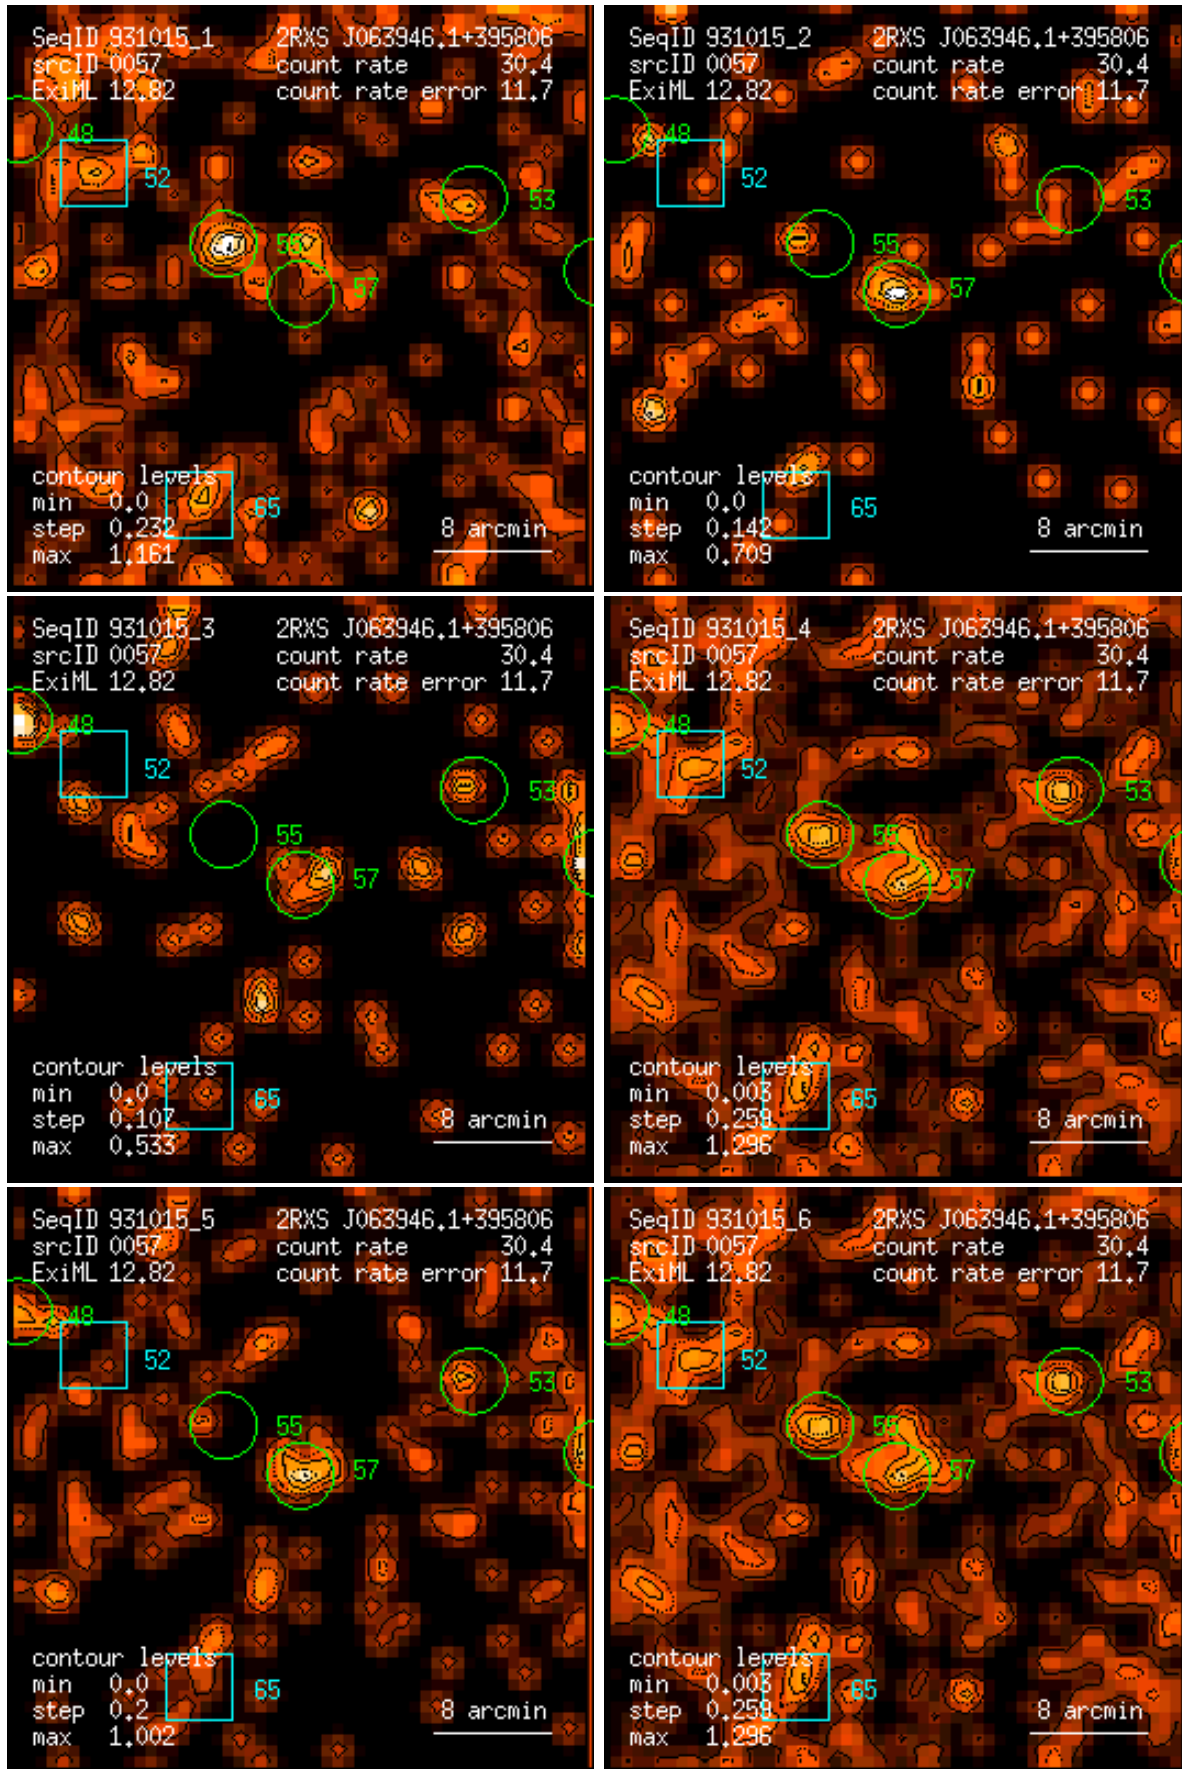 SeqID 931015_1 2RXS J063946.1+395806
srcID 0057 count rate 30.4
ExiML 12.82 count rate error 11.7
48
52
53
55
57
contour levels
min 0.0
65
step 0.232
8 arcmin
max 1.161
SeqID 931015_2 2RXS J063946.1+395806
srcID 0057 count rate 30.4
ExiML 12.82 count rate error 11.7
48
52
53
55
57
contour levels
min 0.0
65
step 0.142
8 arcmin
max 0.709
SeqID 931015_3 2RXS J063946.1+395806
srcID 0057 count rate 30.4
ExiML 12.82 count rate error 11.7
48
52
53
55
57
contour levels
min 0.0
65
step 0.107
8 arcmin
max 0.533
SeqID 931015_4 2RXS J063946.1+395806
srcID 0057 count rate 30.4
ExiML 12.82 count rate error 11.7
48
52
53
55
57
contour levels
min 0.003
65
step 0.259
8 arcmin
max 1.296
SeqID 931015_5 2RXS J063946.1+395806
srcID 0057 count rate 30.4
ExiML 12.82 count rate error 11.7
48
52
53
55
57
contour levels
min 0.0
65
step 0.2
8 arcmin
max 1.002
SeqID 931015_6 2RXS J063946.1+395806
srcID 0057 count rate 30.4
ExiML 12.82 count rate error 11.7
48
52
53
55
57
contour levels
min 0.003
65
step 0.259
8 arcmin
max 1.296